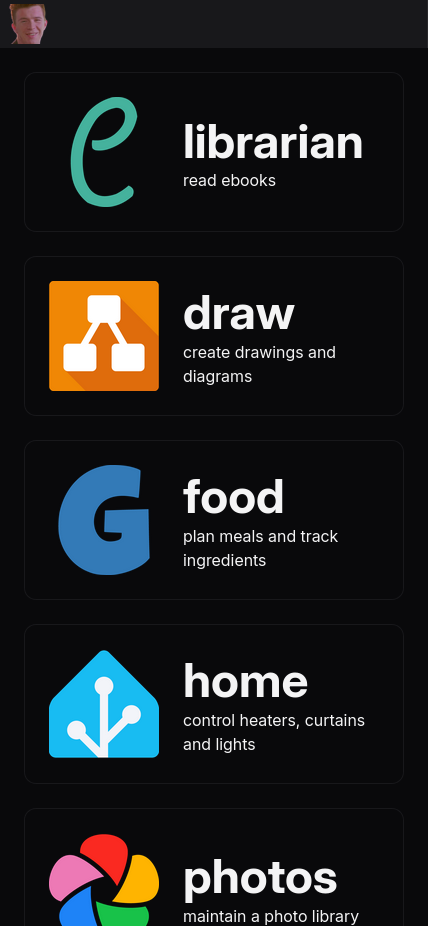 librarian
read ebooks
draw
create drawings and
diagrams
food
plan meals and track
ingredients
home
control heaters, curtains
and lights
photos
maintain a photo library